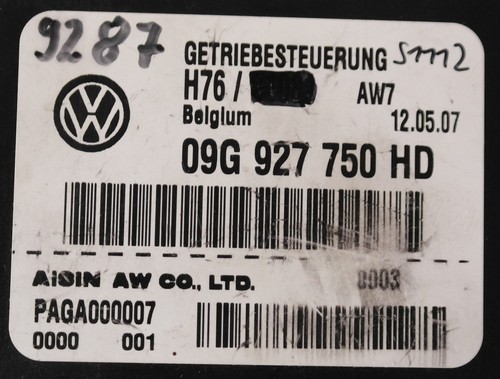 9287
GETRIEBESTEUERUNG
H76 / AW7
Belgium 12.05.07
09G 927 750 HD
AISIN AW CO., LTD. 0003
PAGA000007
0000 001